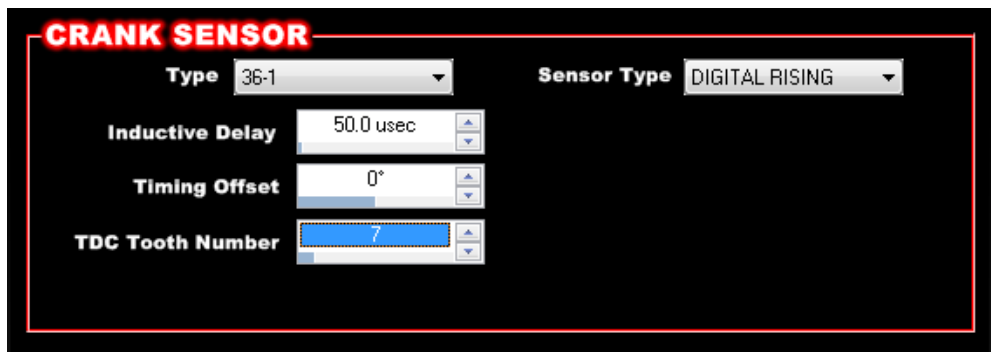 CRANK SENSOR
Type 36-1 Sensor Type DIGITAL RISING
Inductive Delay 50.0 usec
Timing Offset 0°
TDC Tooth Number 7